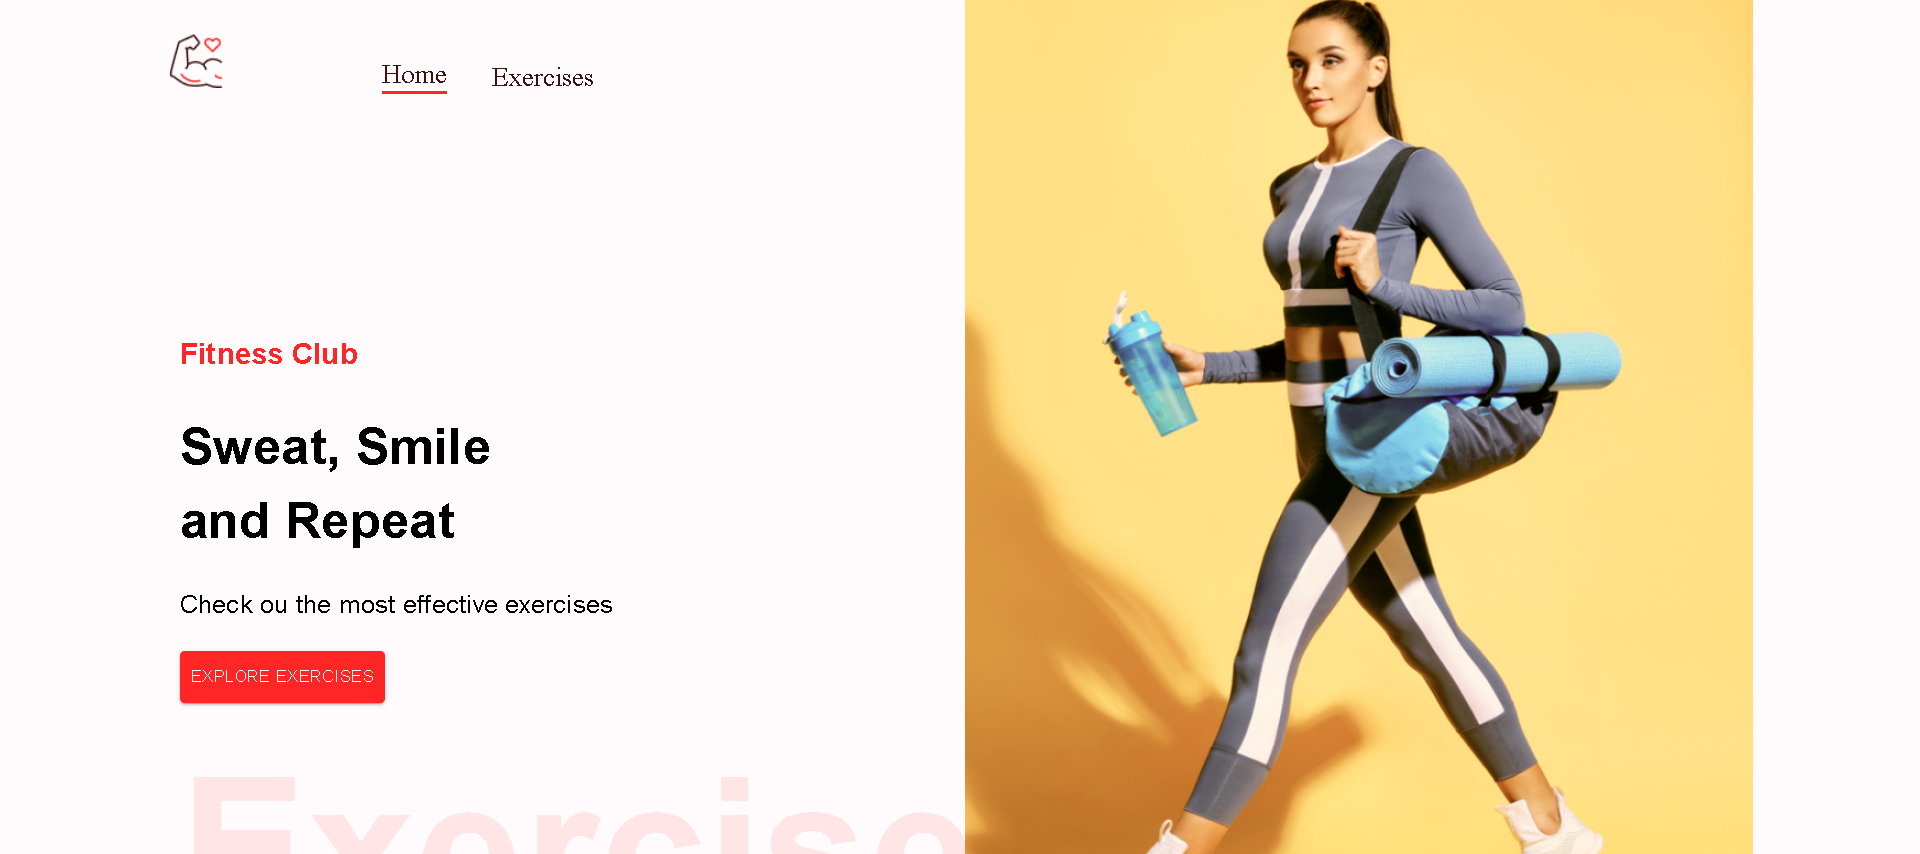 Home
Exercises
Fitness Club
Sweat, Smile
and Repeat
Check ou the most effective exercises
EXPLORE EXERCISES
Exercise